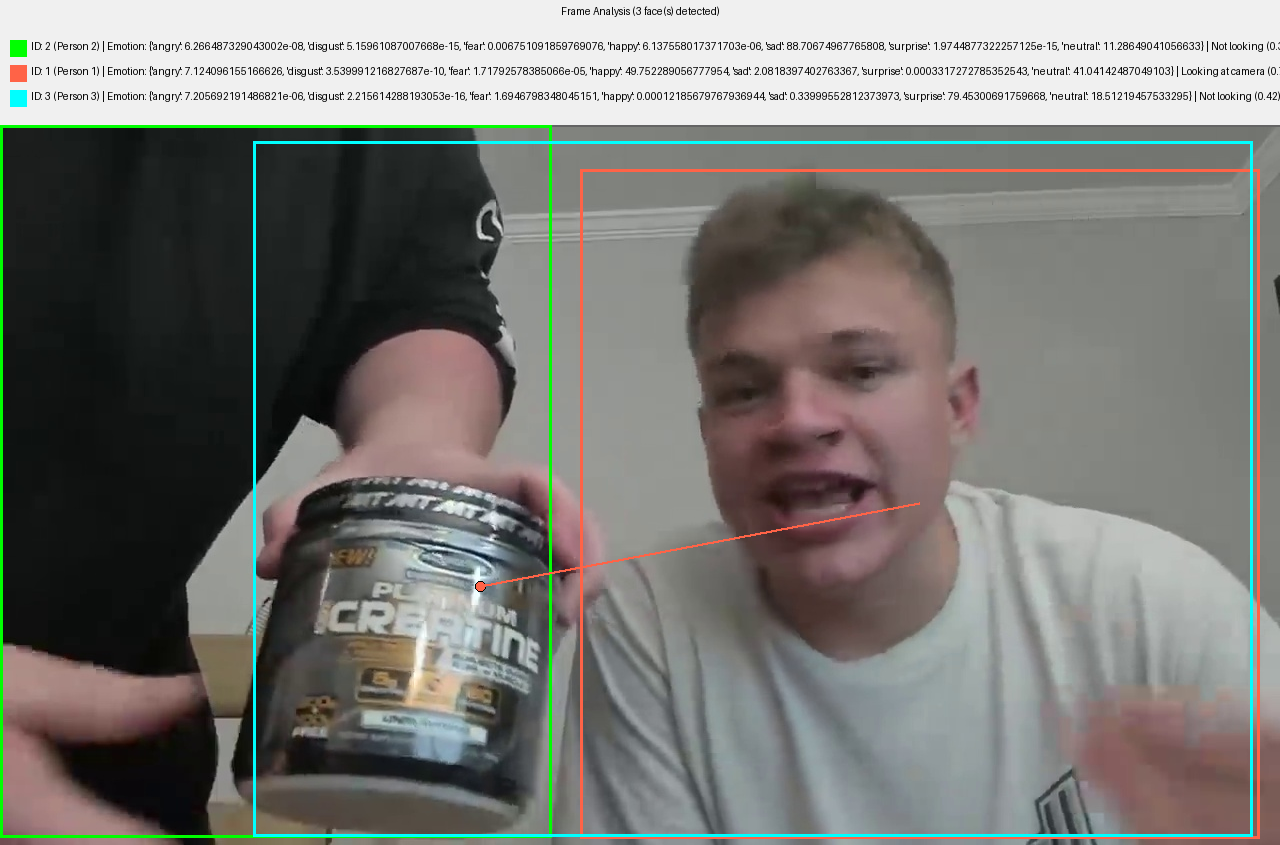 Frame Analysis (3 face(s) detected)
ID: 2 (Person 2) | Emotion: {'angry': 6.266487329043002e-08, 'disgust': 5.15961087007668e-15, 'fear': 0.006751091859769076, 'happy': 6.137558017371703e-06, 'sad': 88.70674967765808, 'surprise': 1.9744877322257125e-15, 'neutral': 11.28649041056633} | Not looking (0.3
ID: 1 (Person 1) | Emotion: {'angry': 7.124096155166626, 'disgust': 3.539991216827687e-10, 'fear': 1.71792578385066e-05, 'happy': 49.752289056777954, 'sad': 2.0818397402763367, 'surprise': 0.0003317272785352543, 'neutral': 41.04142487049103} | Looking at camera (0.
ID: 3 (Person 3) | Emotion: {'angry': 7.205692191486821e-06, 'disgust': 2.215614288193053e-16, 'fear': 1.6946798348045151, 'happy': 0.00012185679767936944, 'sad': 0.33999552812373973, 'surprise': 79.45300691759668, 'neutral': 18.51219457533295} | Not looking (0.42)
NEW!
PLATINUM
CREATINE